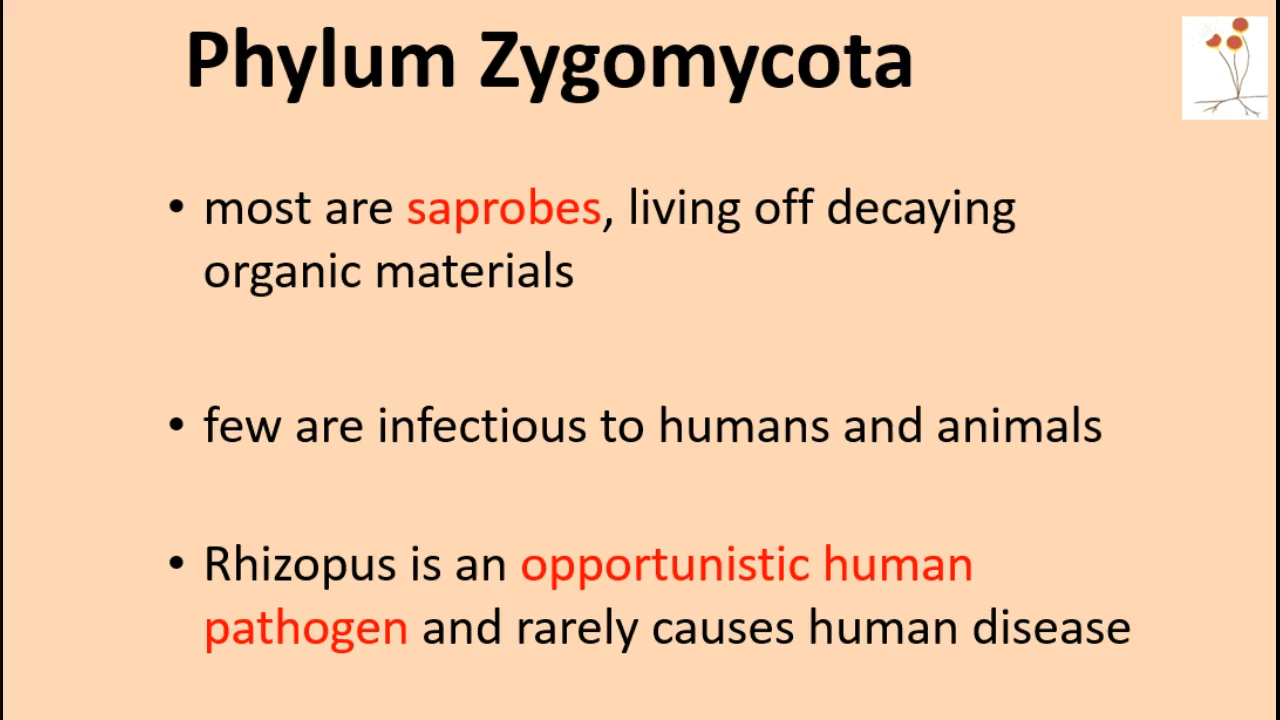 Phylum Zygomycota
• most are saprobes, living off decaying
organic materials
• few are infectious to humans and animals
• Rhizopus is an opportunistic human
pathogen and rarely causes human disease